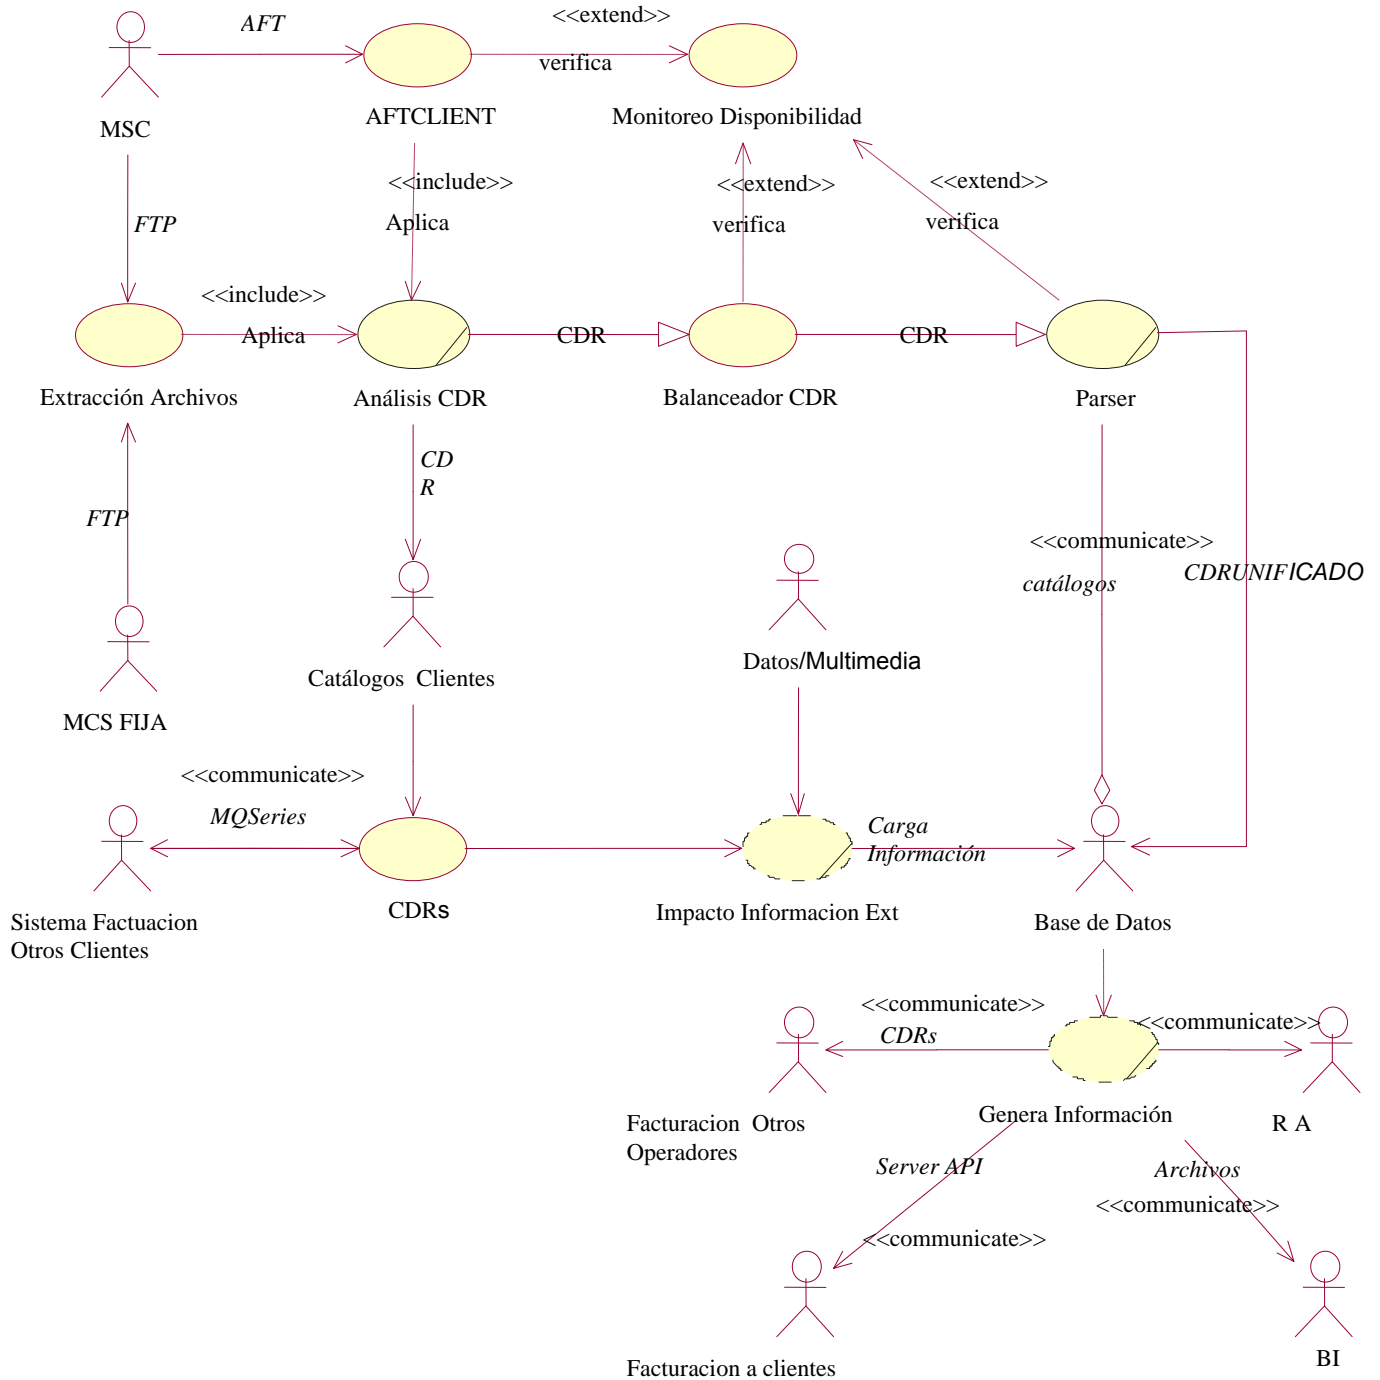 AFT
<<extend>>
verifica
MSC
AFTCLIENT
Monitoreo Disponibilidad
<<include>>
Aplica
<<extend>>
verifica
<<extend>>
verifica
FTP
<<include>>
Aplica
CDR
CDR
Extracción Archivos
Análisis CDR
Balanceador CDR
Parser
CD
R
FTP
<<communicate>>
catálogos
CDRUNIFICADO
Datos/Multimedia
Catálogos  Clientes
MCS FIJA
<<communicate>>
MQSeries
Carga
Información
Sistema Factuacion
Otros Clientes
CDRs
Impacto Informacion Ext
Base de Datos
<<communicate>>
CDRs
<<communicate>>
Facturacion  Otros
Operadores
Genera Información
R A
Server API
<<communicate>>
Archivos
<<communicate>>
Facturacion a clientes
BI